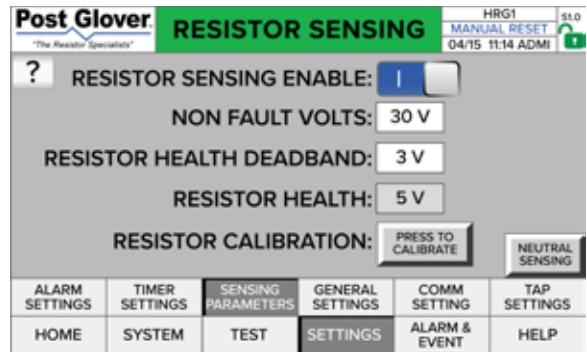 Post Glover.
"The Resistor Specialists"
RESISTOR SENSING
HRG1
MANUAL RESET
04/15 11:14 ADMI
S1.0
?
RESISTOR SENSING ENABLE: I
NON FAULT VOLTS: 30 V
RESISTOR HEALTH DEADBAND: 3 V
RESISTOR HEALTH: 5 V
RESISTOR CALIBRATION: PRESS TO
CALIBRATE
NEUTRAL
SENSING
ALARM SETTINGS
TIMER SETTINGS
SENSING PARAMETERS
GENERAL SETTINGS
COMM SETTING
TAP SETTINGS
HOME
SYSTEM
TEST
SETTINGS
ALARM & EVENT
HELP